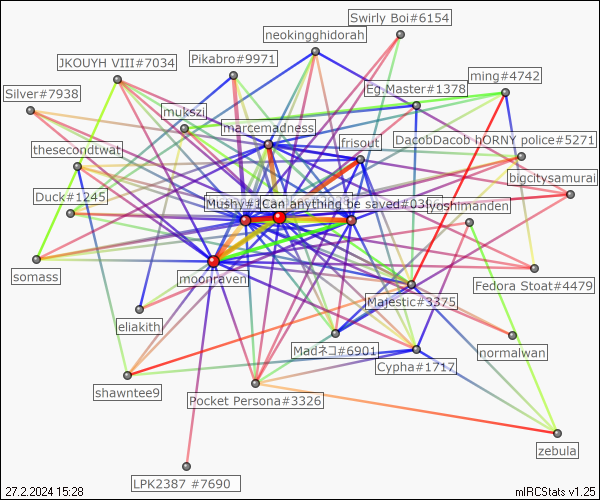 Swirly Boi#6154
neokingghidorah
JKOUYH VIII#7034
Pikabro#9971
ming#4742
Eg Master#1378
Silver#7938
mukszi
marcemadness
frisout
DacobDacob hORNY police#5271
thesecondtwat
bigcitysamurai
Duck#1245
Mushy#1
Can anything be saved#03
yoshimanden
somass
moonraven
Fedora Stoat#4479
Majestic#3375
eliakith
Madネコ#6901
normalwan
Cypha#1717
shawntee9
Pocket Persona#3326
zebula
LPK2387 #7690
27.2.2024 15:28
mIRCStats v1.25